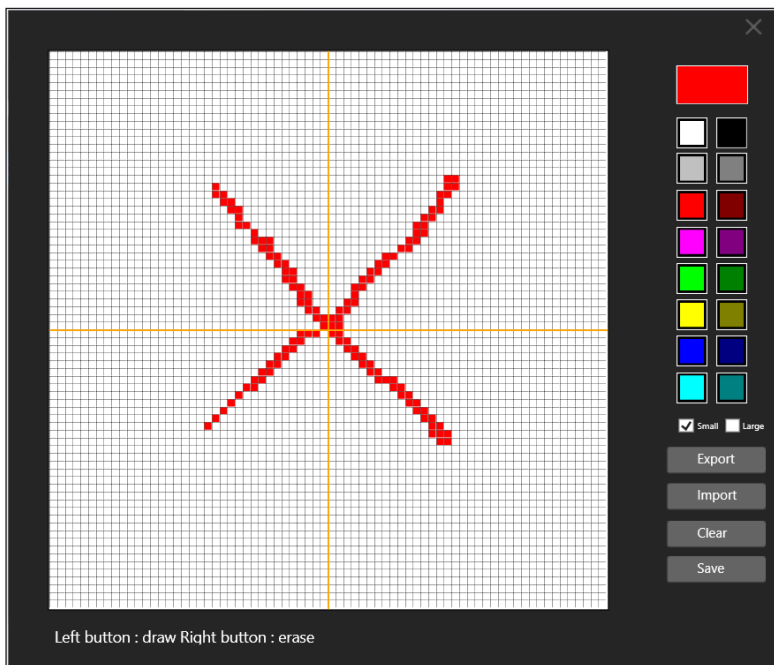 Small Large
Export
Import
Clear
Save
Left button : draw Right button : erase